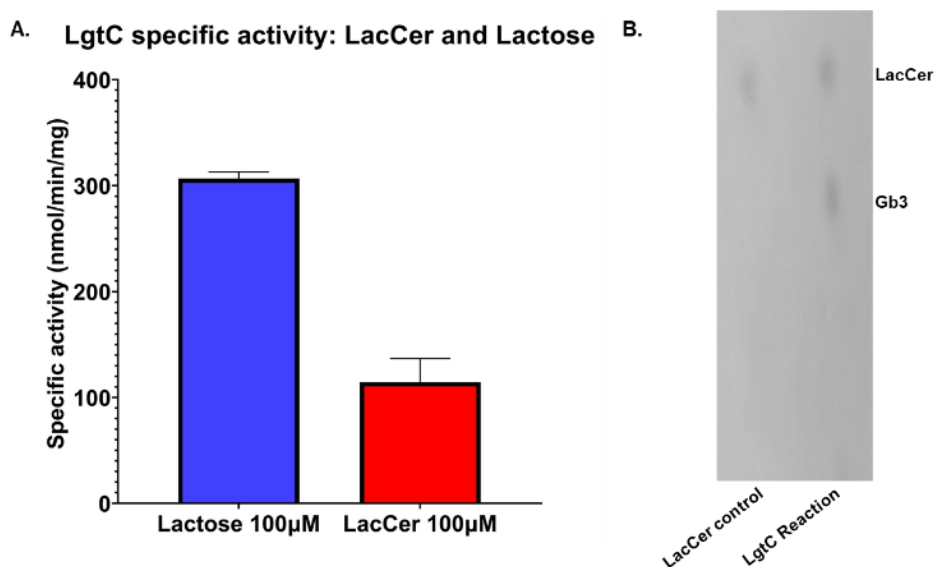 A.
LgtC specific activity: LacCer and Lactose
Specific activity (nmol/min/mg)
400
300
200
100
0
Lactose 100µM
LacCer 100µM
B.
LacCer
Gb3
LacCer control
LgtC Reaction